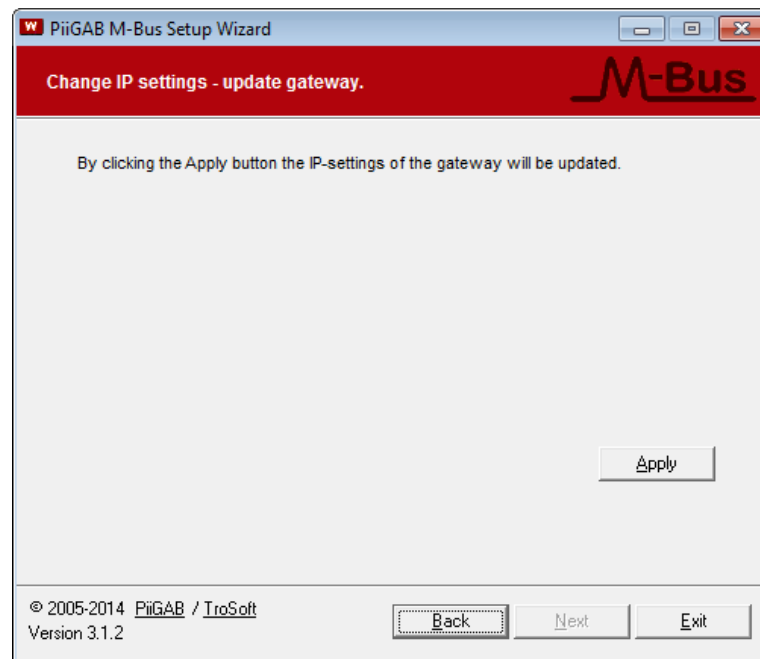 W PiiGAB M-Bus Setup Wizard
Change IP settings - update gateway.
M-Bus
By clicking the Apply button the IP-settings of the gateway will be updated.
Apply
© 2005-2014 PiiGAB / TroSoft
Version 3.1.2
Back Next Exit